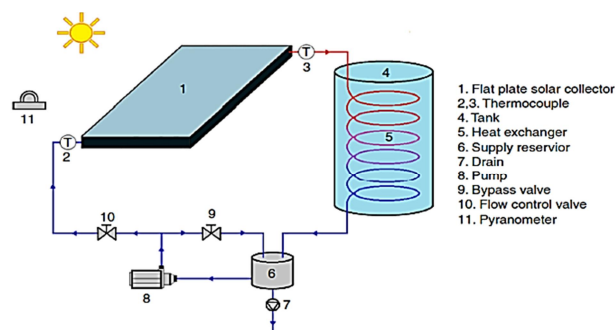 T
3
1
4
11
T
2
5
10
9
6
8
7
1. Flat plate solar collector
2,3. Thermocouple
4. Tank
5. Heat exchanger
6. Supply reservior
7. Drain
8. Pump
9. Bypass valve
10. Flow control valve
11. Pyranometer